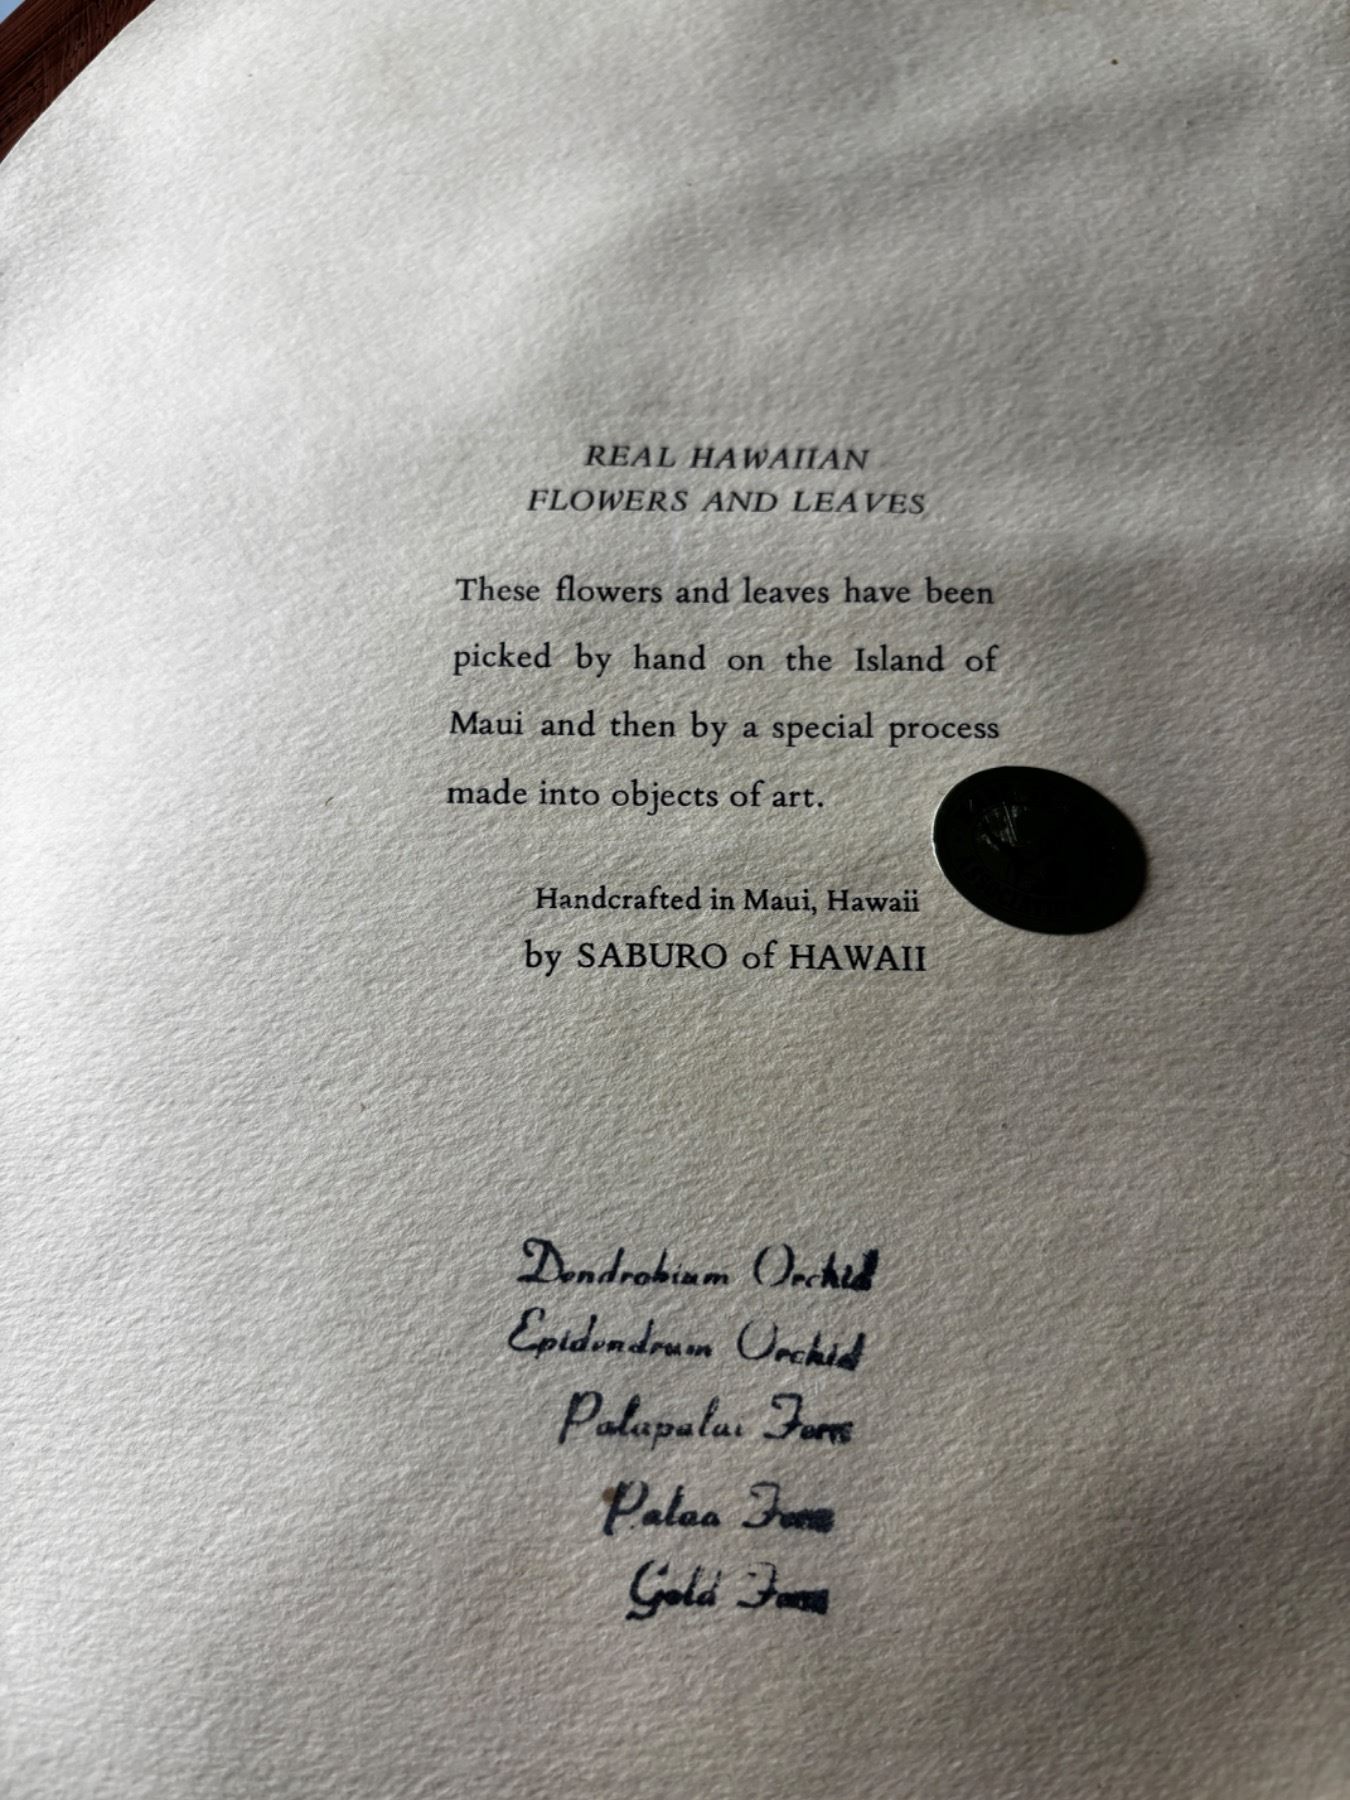 REAL HAWAIIAN
FLOWERS AND LEAVES
These flowers and leaves have been
picked by hand on the Island of
Maui and then by a special process
made into objects of art.
Handcrafted in Maui, Hawaii
by SABURO of HAWAII
ASSOCIATION
Dendrobium Orchid
Epidendrum Orchid
Palapalai Fern
Palaa Fern
Gold Fern